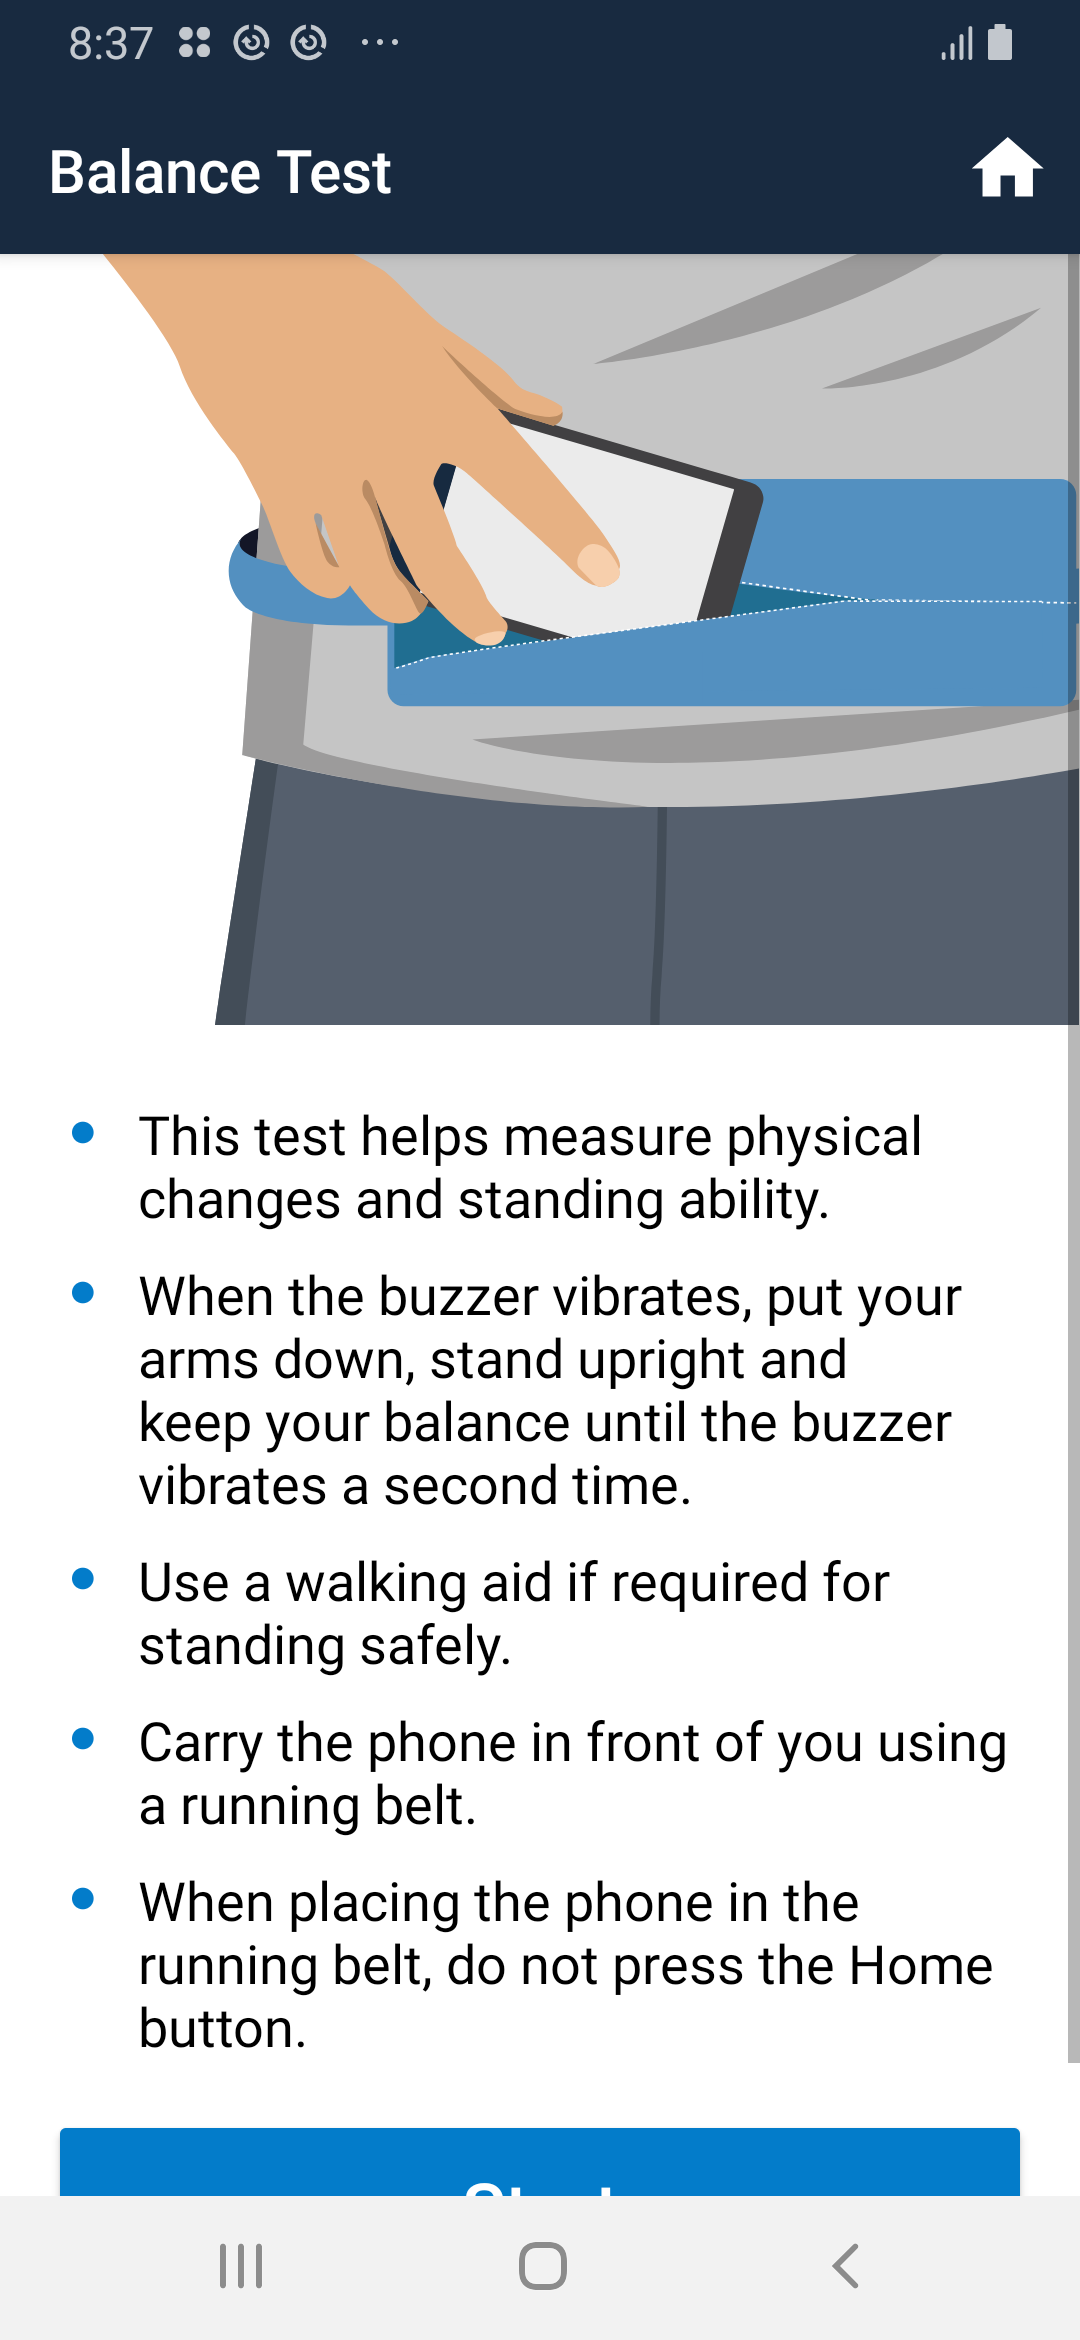 8:37
Balance Test
This test helps measure physical
changes and standing ability.
When the buzzer vibrates, put your
arms down, stand upright and
keep your balance until the buzzer
vibrates a second time.
Use a walking aid if required for
standing safely.
Carry the phone in front of you using
a running belt.
When placing the phone in the
running belt, do not press the Home
button.